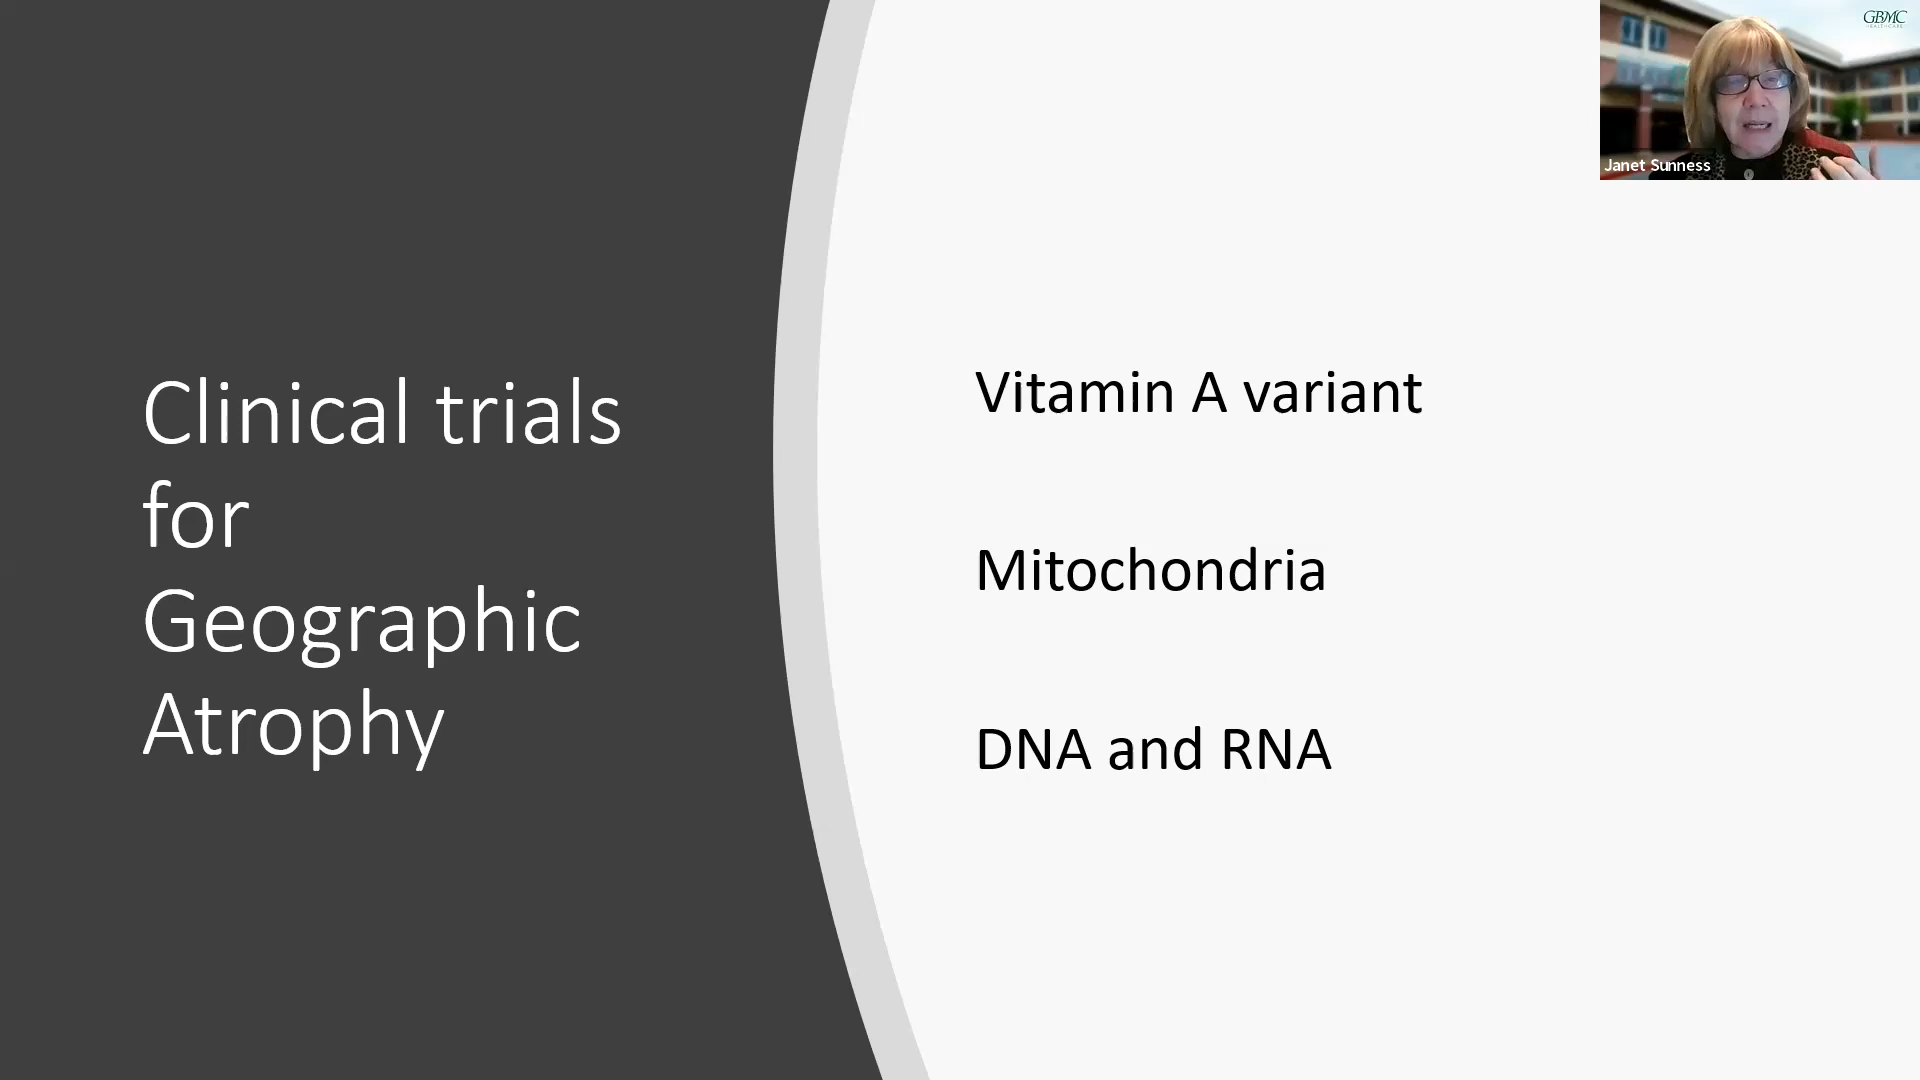 GBMC
Janet Sunness
Clinical trials
for
Geographic
Atrophy
Vitamin A variant
Mitochondria
DNA and RNA